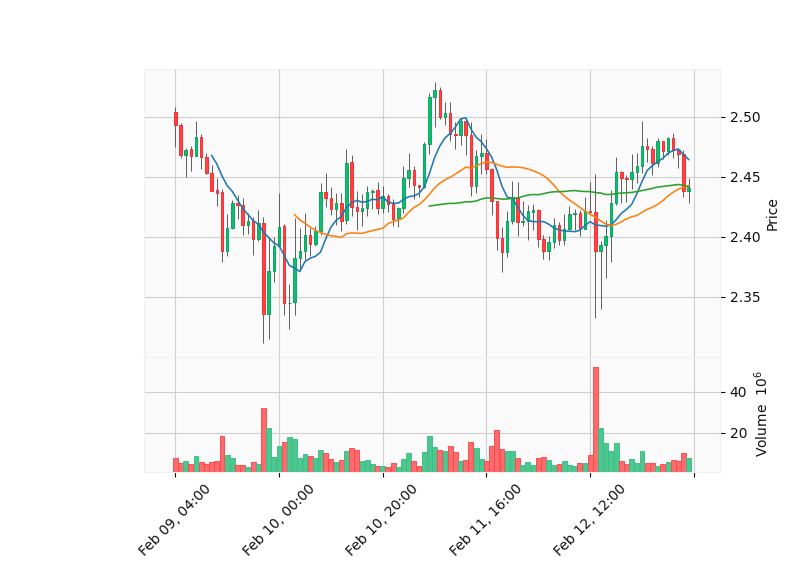 2.50
2.45
2.40
2.35
Price
40
20
Volume 10^6
Feb 09, 04:00
Feb 10, 00:00
Feb 10, 20:00
Feb 11, 16:00
Feb 12, 12:00